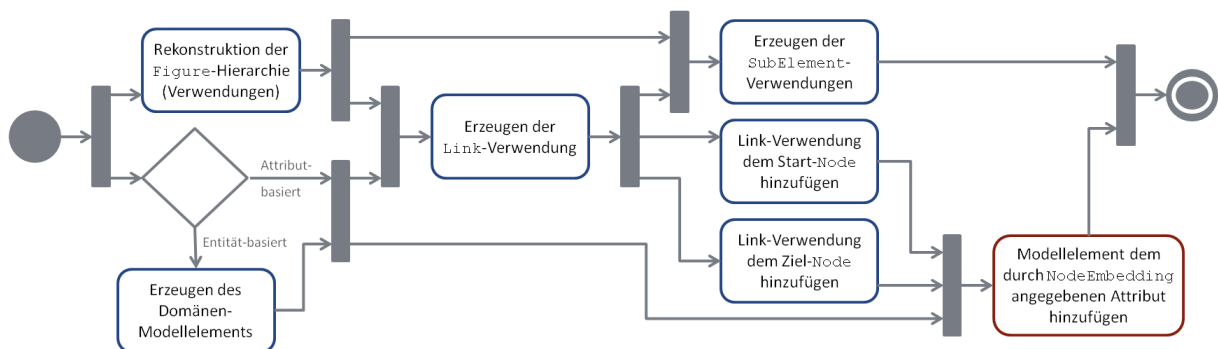 Rekonstruktion der
Figure-Hierarchie
(Verwendungen)
Attribut-
basiert
Entität-basiert
Erzeugen des
Domänen-
Modellelements
Erzeugen der
Link-Verwendung
Erzeugen der
SubElement-
Verwendungen
Link-Verwendung
dem Start-Node
hinzufügen
Link-Verwendung
dem Ziel-Node
hinzufügen
Modellelement dem
durch NodeEmbedding
angegebenen Attribut
hinzufügen